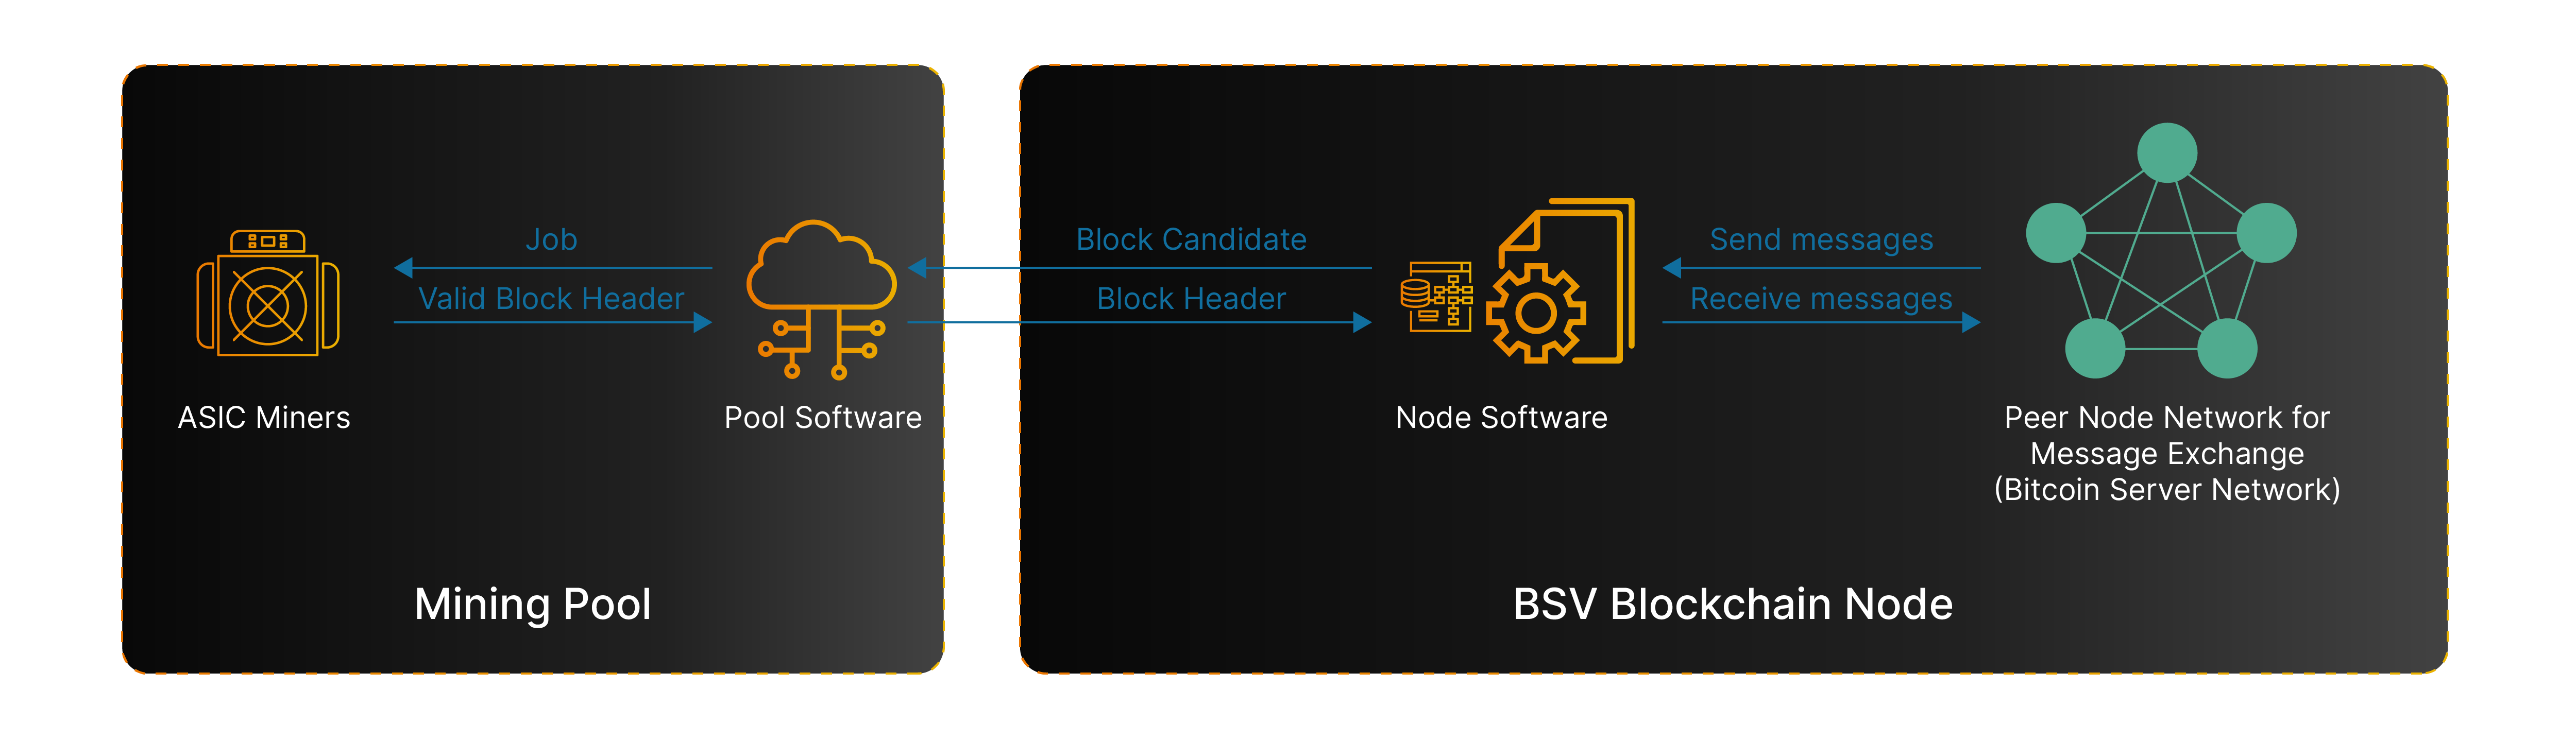 Job
Valid Block Header
ASIC Miners
Pool Software
Mining Pool
Block Candidate
Block Header
Send messages
Receive messages
Node Software
Peer Node Network for
Message Exchange
(Bitcoin Server Network)
BSV Blockchain Node